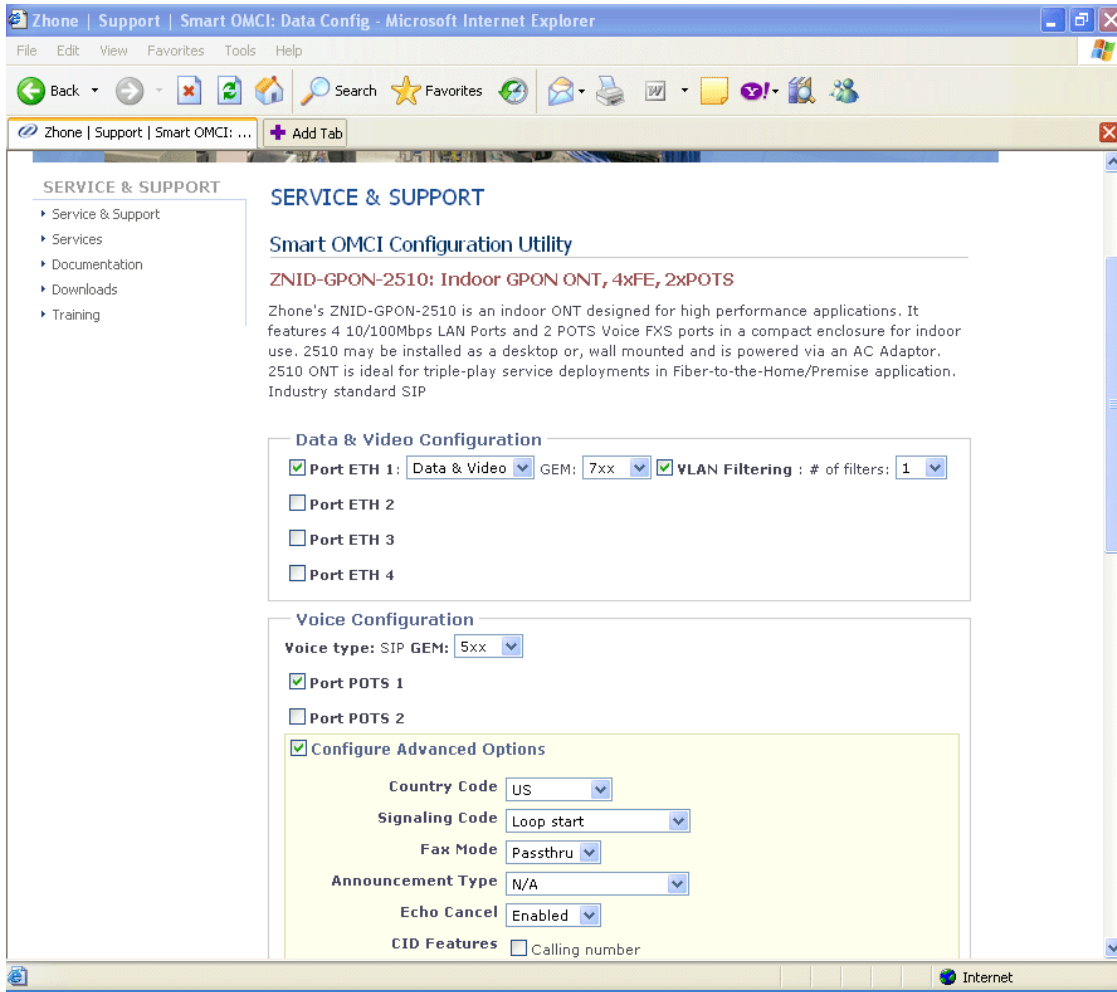 Zhone | Support | Smart OMCI: Data Config - Microsoft Internet Explorer
File Edit View Favorites Tools Help
Back Search Favorites
Zhone | Support | Smart OMCI: ... Add Tab
SERVICE & SUPPORT
Service & Support
Services
Documentation
Downloads
Training
SERVICE & SUPPORT
Smart OMCI Configuration Utility
ZNID-GPON-2510: Indoor GPON ONT, 4xFE, 2xPOTS
Zhone's ZNID-GPON-2510 is an indoor ONT designed for high performance applications. It
features 4 10/100Mbps LAN Ports and 2 POTS Voice FXS ports in a compact enclosure for indoor
use. 2510 may be installed as a desktop or, wall mounted and is powered via an AC Adaptor.
2510 ONT is ideal for triple-play service deployments in Fiber-to-the-Home/Premise application.
Industry standard SIP
Data & Video Configuration
Port ETH 1: Data & Video GEM: 7xx VLAN Filtering : # of filters: 1
Port ETH 2
Port ETH 3
Port ETH 4
Voice Configuration
Voice type: SIP GEM: 5xx
Port POTS 1
Port POTS 2
Configure Advanced Options
Country Code US
Signaling Code Loop start
Fax Mode Passthru
Announcement Type N/A
Echo Cancel Enabled
CID Features Calling number
Internet